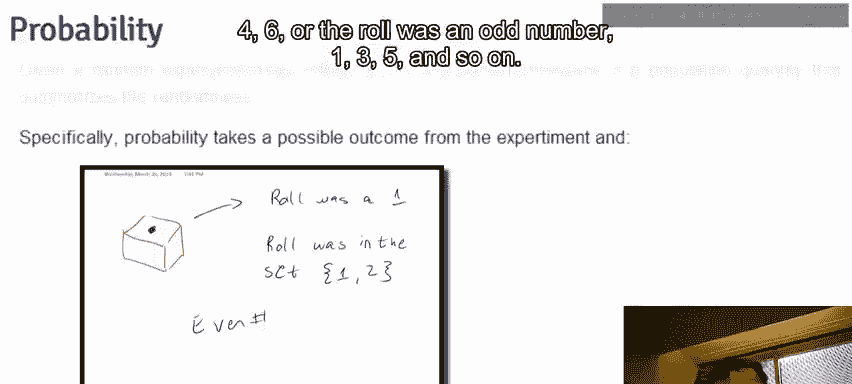 Probability
4, 6, or the roll was an odd number,
1, 3, 5, and so on.
Specifically, probability takes a possible outcome from the expertiment and:
Roll was a 1
Roll was in the
set {1,2}
Even #